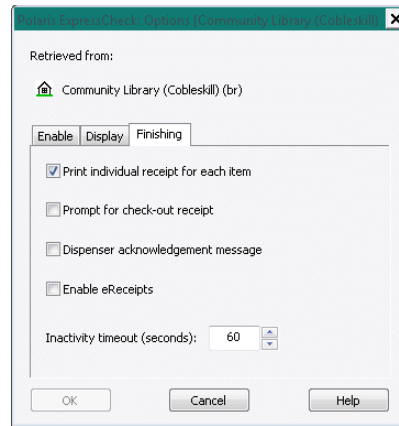 Polaris ExpressCheck: Options [Community Library (Cobleskill)
Retrieved from:
Community Library (Cobleskill) (br)
Enable Display Finishing
Print individual receipt for each item
Prompt for check-out receipt
Dispenser acknowledgement message
Enable eReceipts
Inactivity timeout (seconds): 60
OK Cancel Help